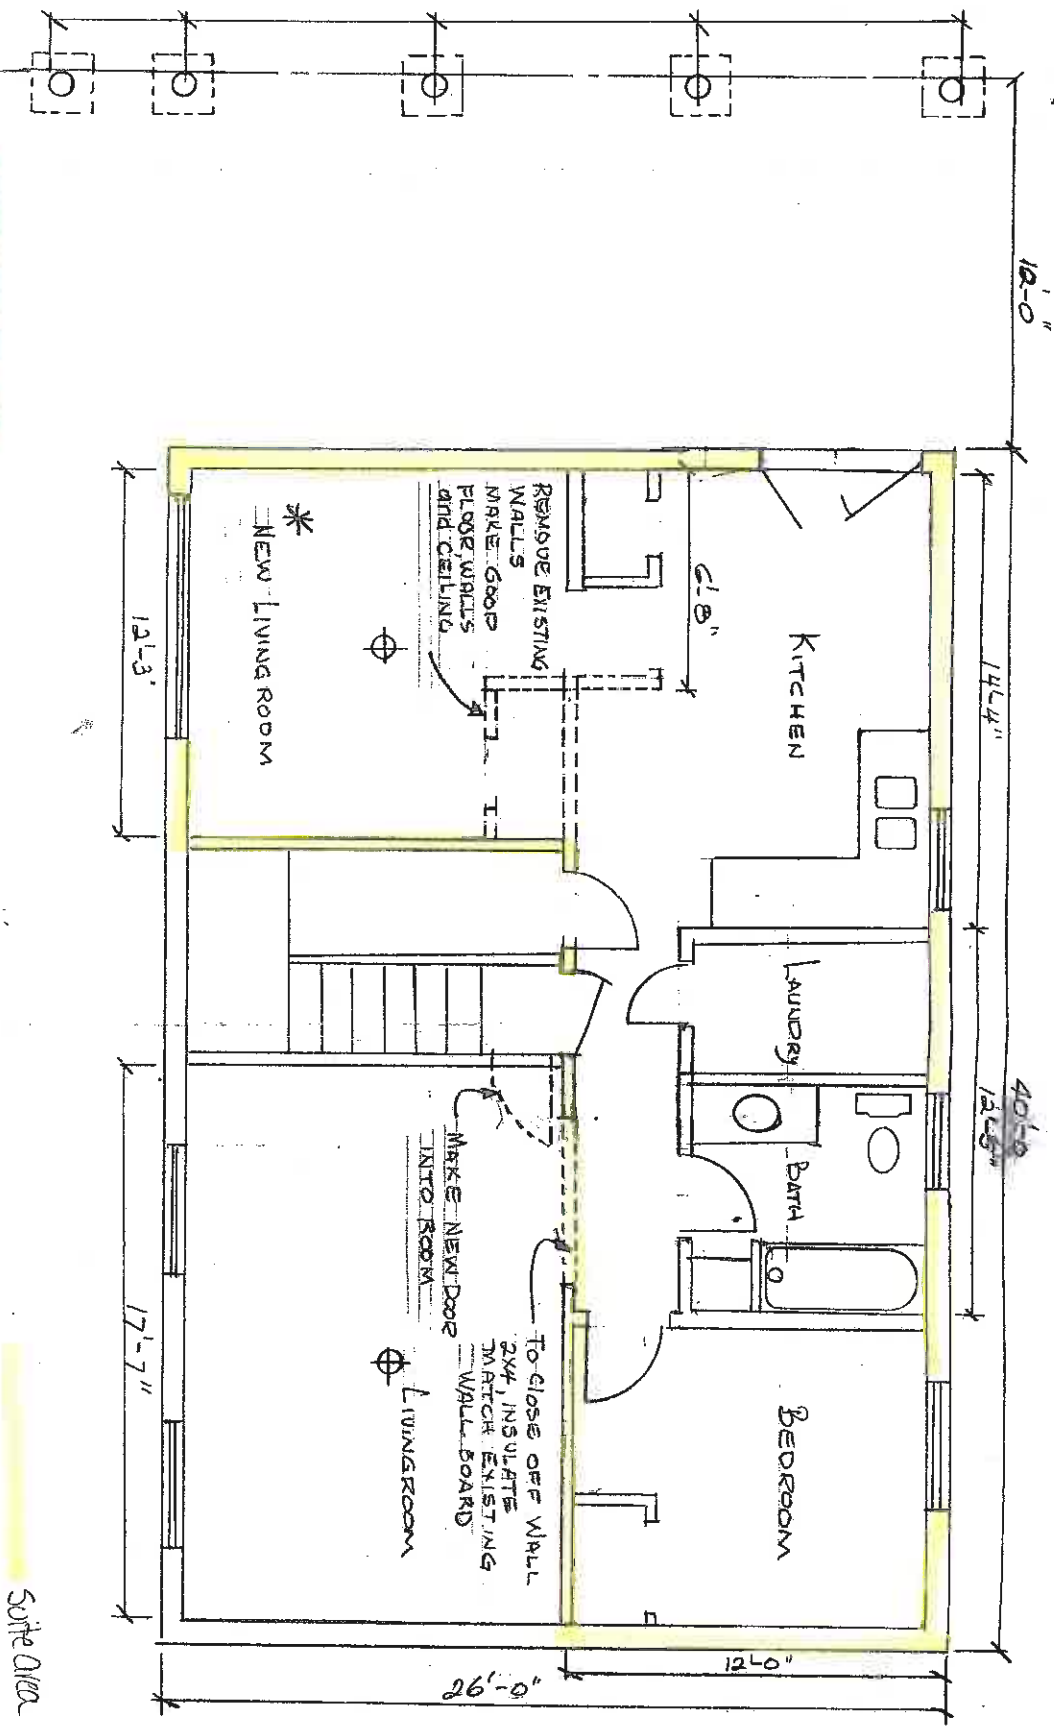 12'-0"
40'-0
14'-4"
KITCHEN
6'-8"
LAUNDRY
BATH
BEDROOM
REMOVE EXISTING
WALLS
MAKE GOOD
FLOOR, WALLS
and CEILING
* NEW LIVING ROOM
12'-3"
TO CLOSE OFF WALL
2X4, INSULATE
MATCH EXISTING
WALL BOARD
MAKE NEW DOOR
INTO ROOM
LIVINGROOM
17'-7"
12'-0"
26'-0"
Suite area